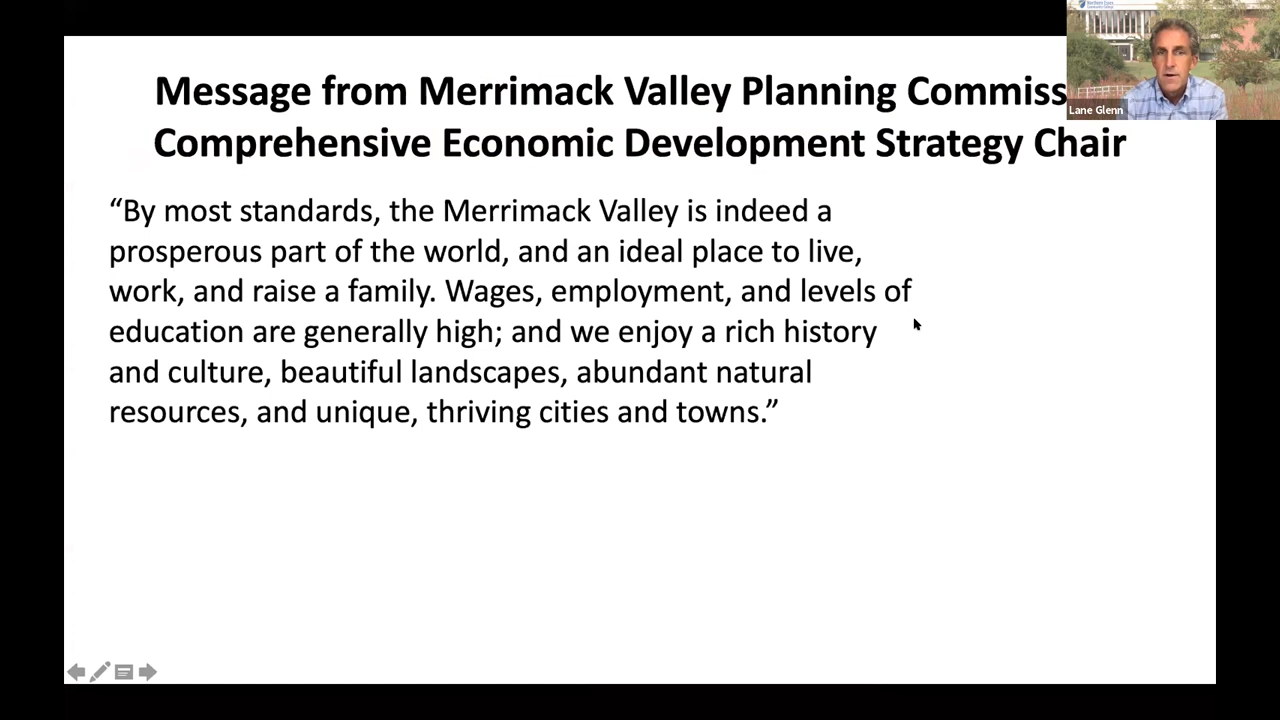 Message from Merrimack Valley Planning Commiss
Comprehensive Economic Development Strategy Chair
“By most standards, the Merrimack Valley is indeed a
prosperous part of the world, and an ideal place to live,
work, and raise a family. Wages, employment, and levels of
education are generally high; and we enjoy a rich history
and culture, beautiful landscapes, abundant natural
resources, and unique, thriving cities and towns.”
Lane Glenn